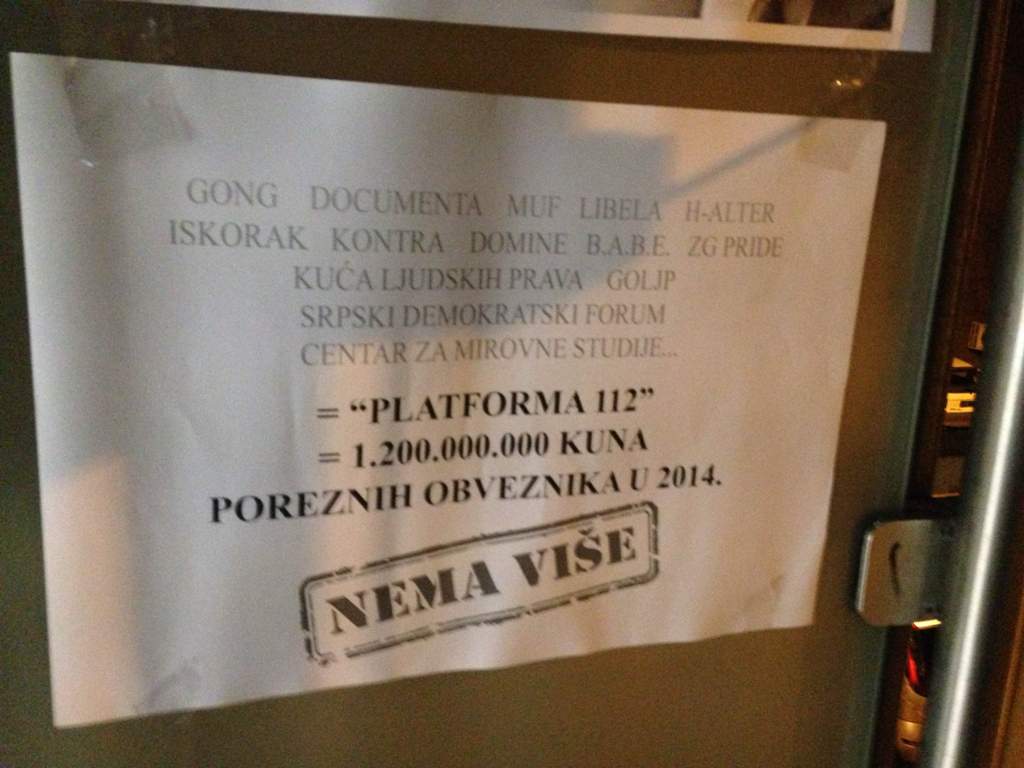 GONG DOCUMENTA MUF LIBELA H-ALTER
ISKORAK KONTRA DOMINE B.A.B.E. ZG PRIDE
KUĆA LJUDSKIH PRAVA GOLJP
SRPSKI DEMOKRATSKI FORUM
CENTAR ZA MIROVNE STUDIJE...
= “PLATFORMA 112”
= 1.200.000.000 KUNA
POREZNIH OBVEZNIKA U 2014.
NEMA VIŠE